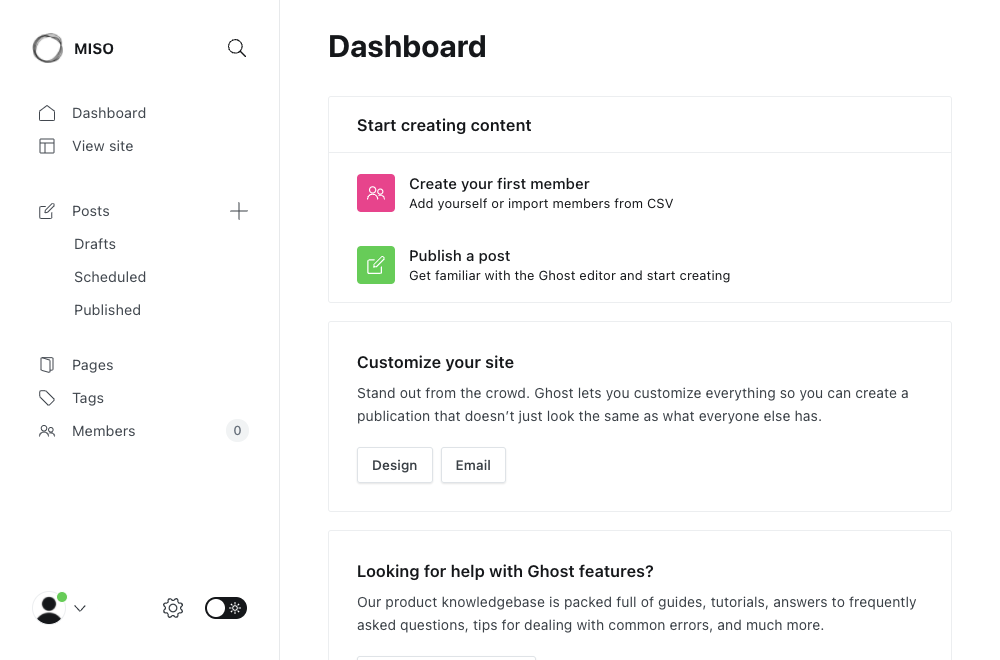 MISO
Dashboard
View site
Posts
Drafts
Scheduled
Published
Pages
Tags
Members
0
Dashboard
Start creating content
Create your first member
Add yourself or import members from CSV
Publish a post
Get familiar with the Ghost editor and start creating
Customize your site
Stand out from the crowd. Ghost lets you customize everything so you can create a
publication that doesn’t just look the same as what everyone else has.
Design
Email
Looking for help with Ghost features?
Our product knowledgebase is packed full of guides, tutorials, answers to frequently
asked questions, tips for dealing with common errors, and much more.